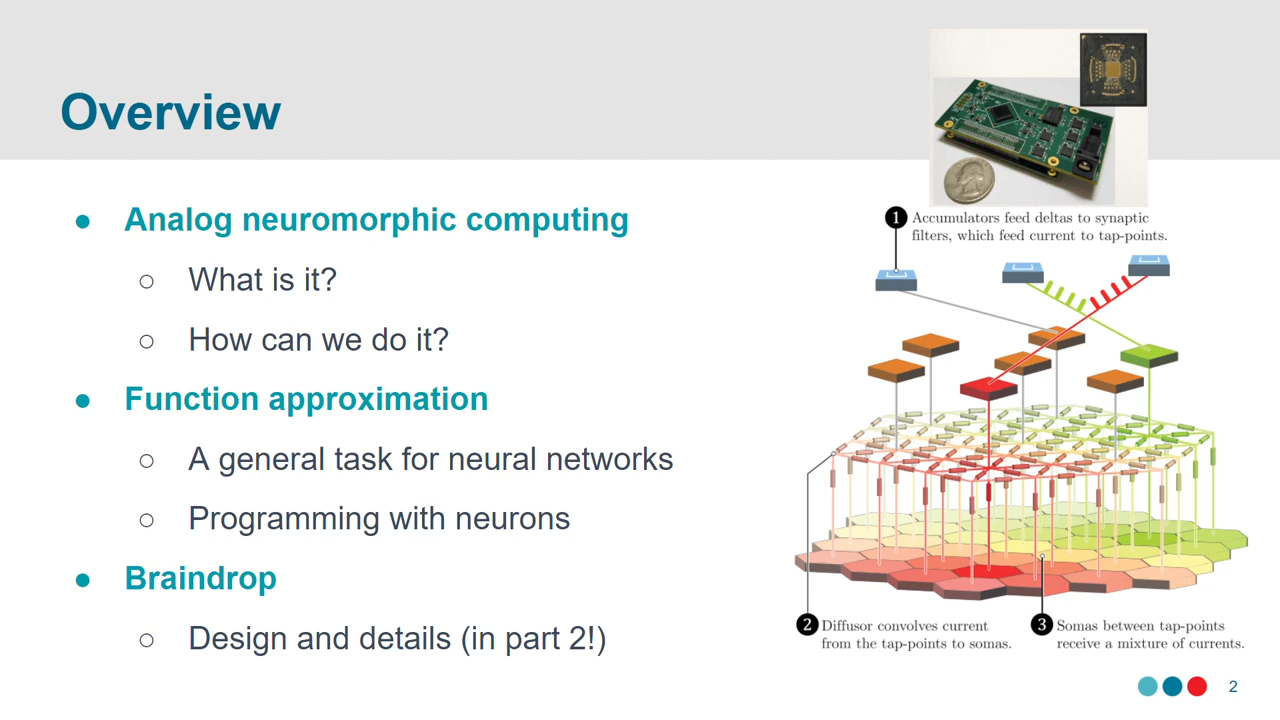 Overview
● Analog neuromorphic computing
○ What is it?
○ How can we do it?
● Function approximation
○ A general task for neural networks
○ Programming with neurons
● Braindrop
○ Design and details (in part 2!)
1 Accumulators feed deltas to synaptic
filters, which feed current to tap-points.
2 Diffusor convolves current
from the tap-points to somas.
3 Somas between tap-points
receive a mixture of currents.
2